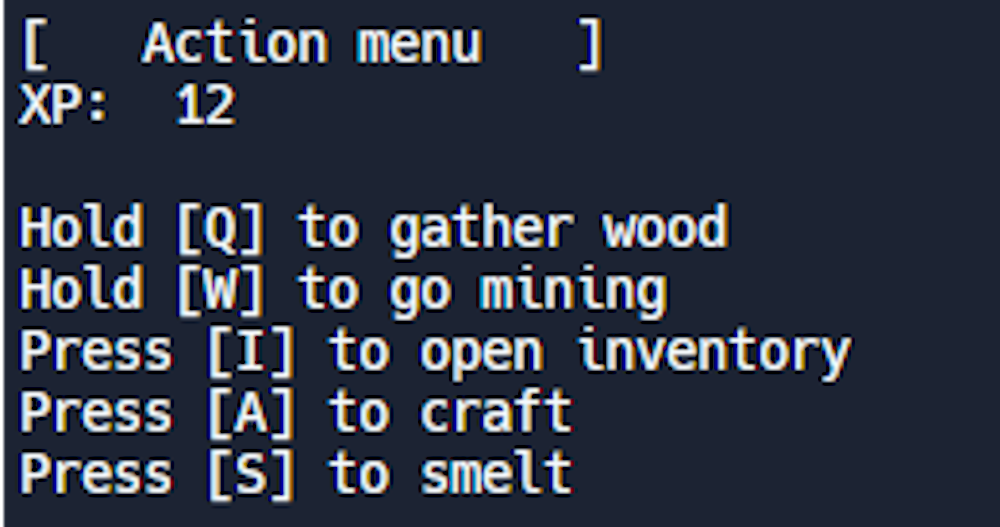 [   Action menu   ]
XP:  12
Hold [Q] to gather wood
Hold [W] to go mining
Press [I] to open inventory
Press [A] to craft
Press [S] to smelt